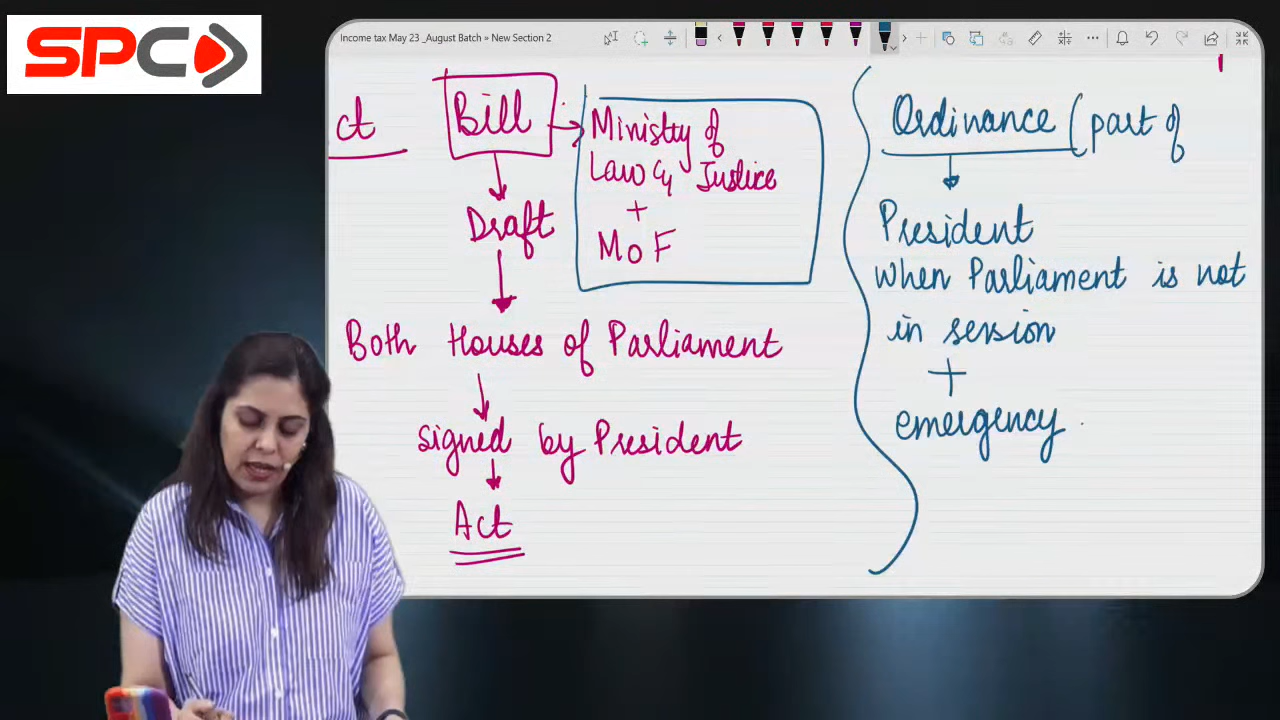 SPC
Income tax May 23 _August Batch » New Section 2
ct
Bill
Ministry of
Law & Justice
+
MOF
Draft
Both Houses of Parliament
signed by President
Act
Ordinance (part of
President
when Parliament is not
in session
+
emergency